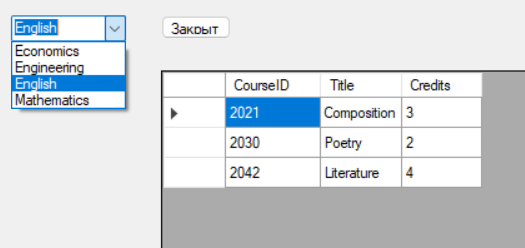 English
Закрыт
Economics
Engineering
English
Mathematics
CourseID Title Credits
2021 Composition 3
2030 Poetry 2
2042 Literature 4